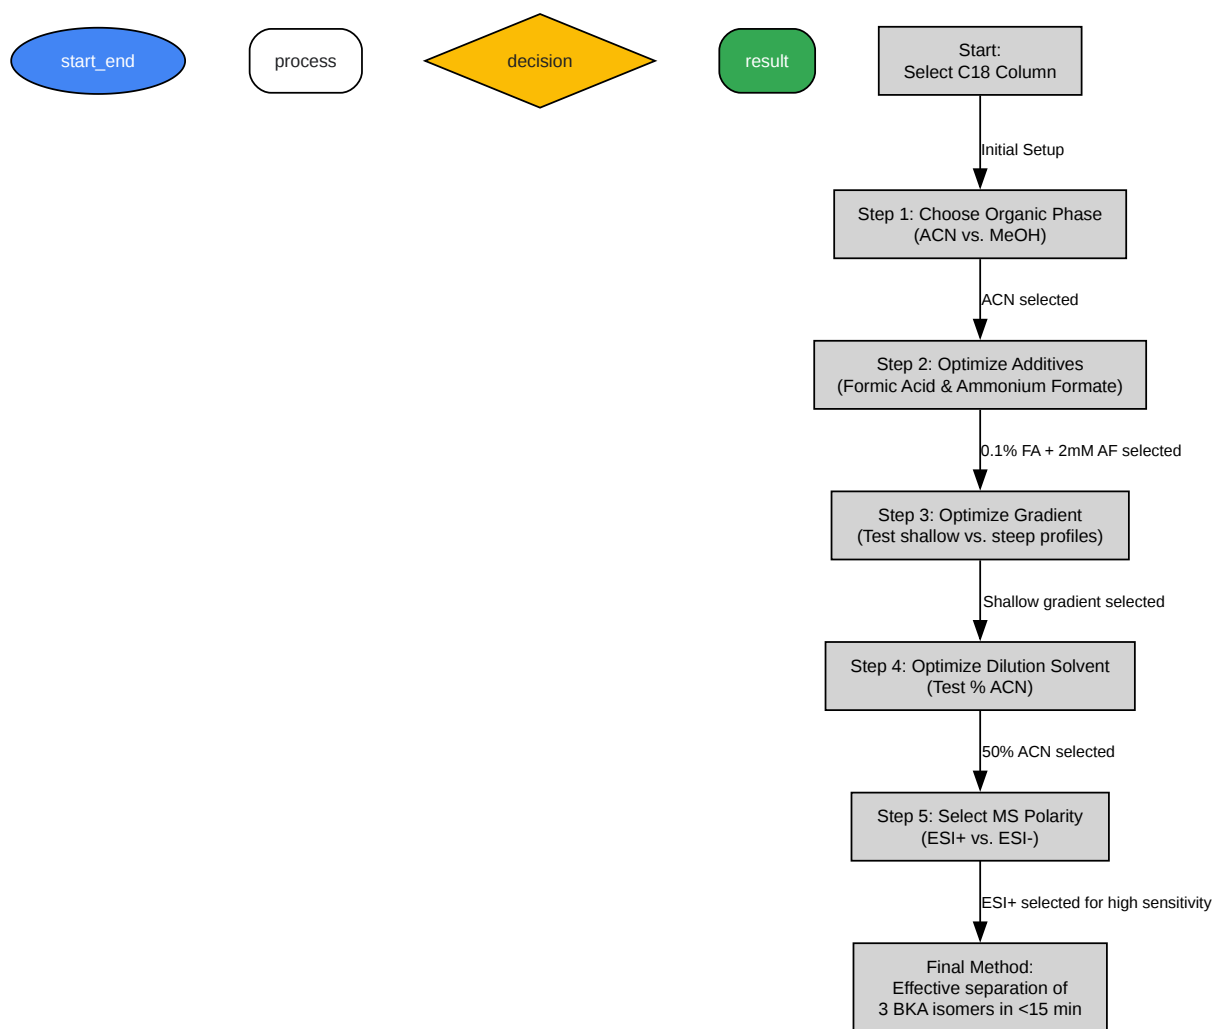 start_end
process
decision
result
Start:
Select C18 Column
Initial Setup
Step 1: Choose Organic Phase
(ACN vs. MeOH)
ACN selected
Step 2: Optimize Additives
(Formic Acid & Ammonium Formate)
0.1% FA + 2mM AF selected
Step 3: Optimize Gradient
(Test shallow vs. steep profiles)
Shallow gradient selected
Step 4: Optimize Dilution Solvent
(Test % ACN)
50% ACN selected
Step 5: Select MS Polarity
(ESI+ vs. ESI-)
ESI+ selected for high sensitivity
Final Method:
Effective separation of
3 BKA isomers in <15 min